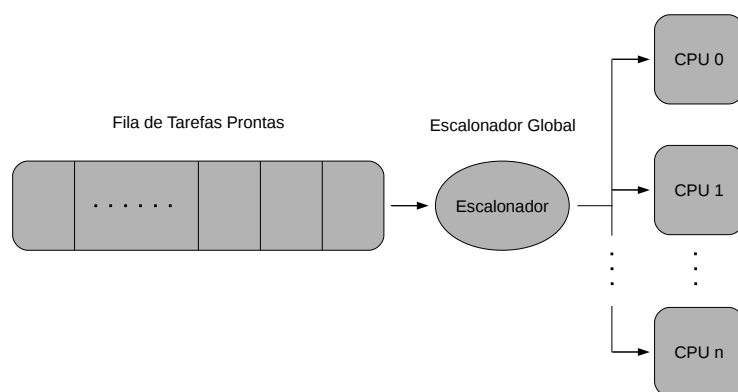 Fila de Tarefas Prontas
Escalonador Global
Escalonador
CPU 0
CPU 1
CPU n